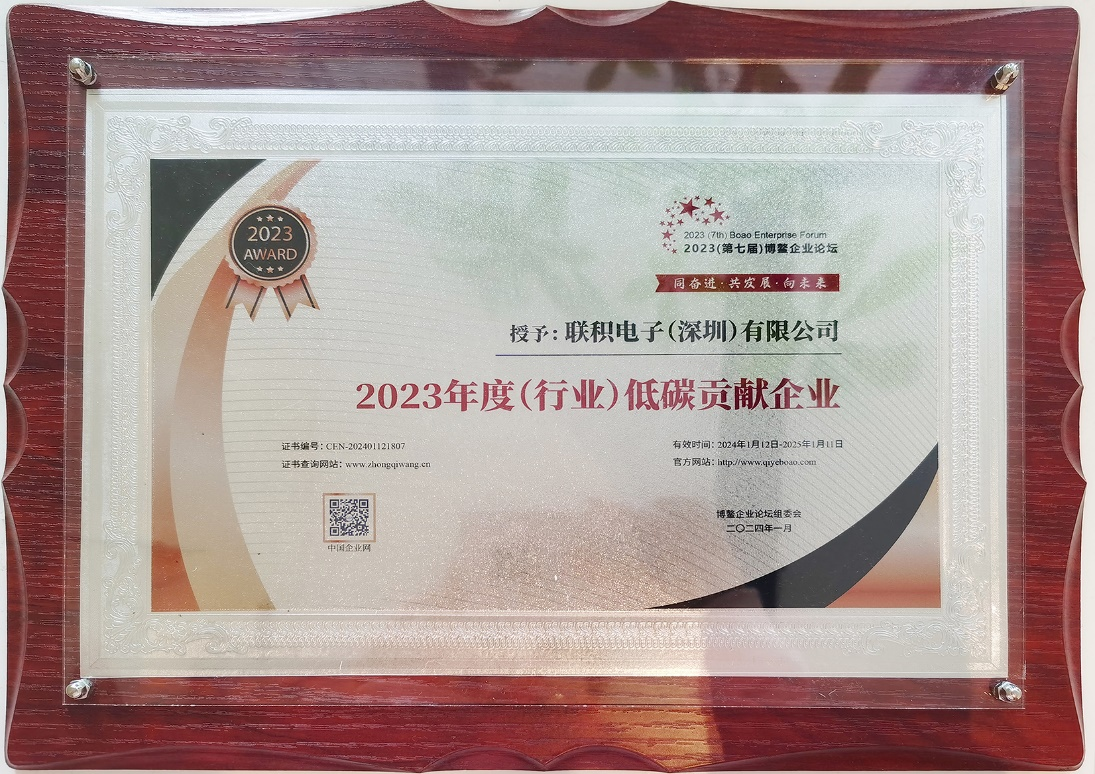 2023
AWARD
2023 (7th) Boao Enterprise Forum
2023(第七届)博鳌企业论坛
同奋进·共发展·向未来
授予:联积电子(深圳)有限公司
2023年度(行业)低碳贡献企业
证书编号:CEN-202401121807
有效时间:2024年1月12日-2025年1月11日
证书查询网站:www.zhongqiwang.cn
官方网站:http://www.qiyeboao.com
中国企业网
博鳌企业论坛组委会
二〇二四年一月